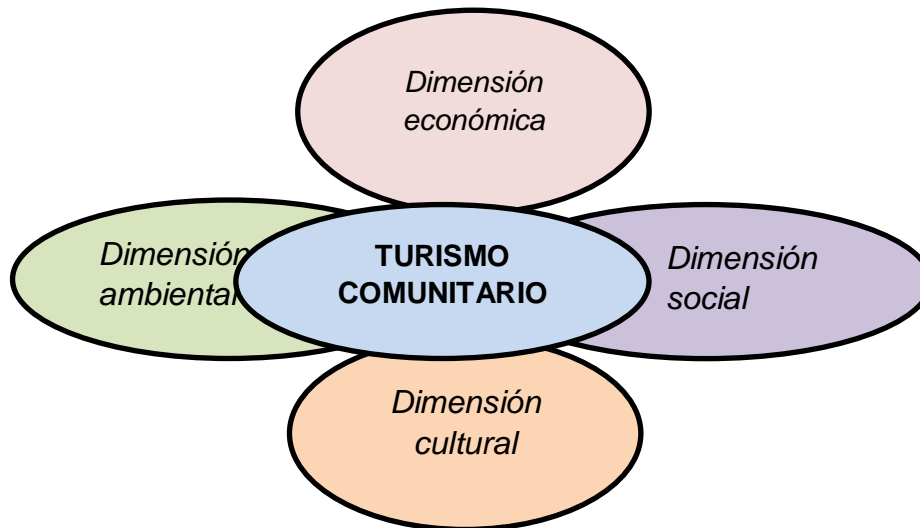 Dimensión
económica
Dimensión
ambiental
TURISMO
COMUNITARIO
Dimensión
social
Dimensión
cultural